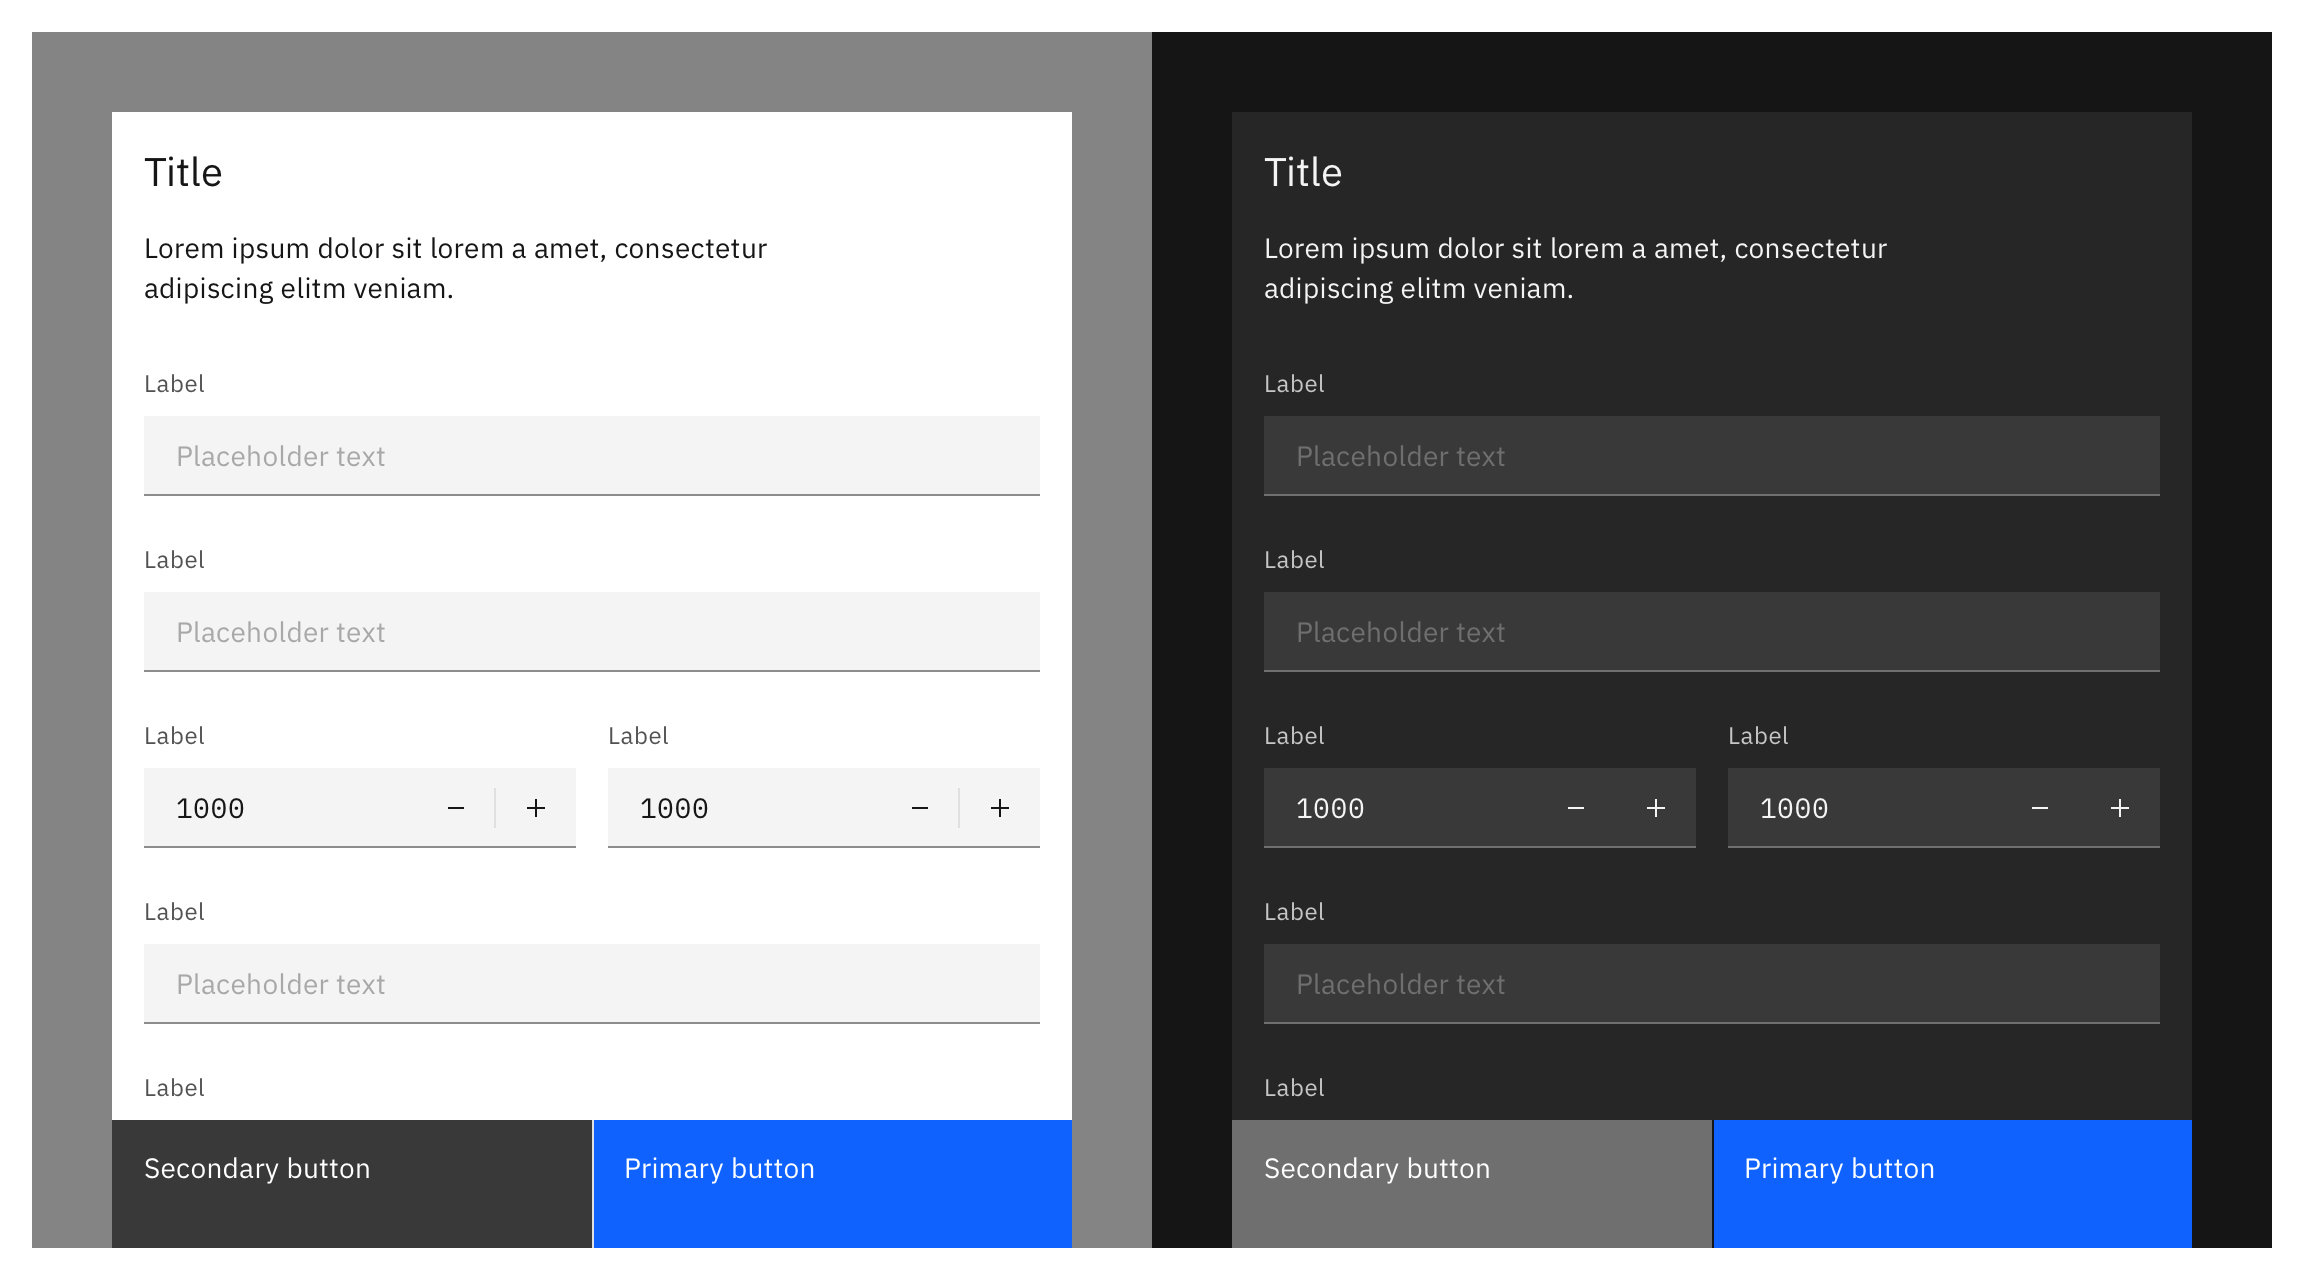 Title
Lorem ipsum dolor sit lorem a amet, consectetur
adipiscing elitm veniam.
Label
Placeholder text
Label
Placeholder text
Label Label
1000 − + 1000 − +
Label
Placeholder text
Label
Secondary button Primary button
Title
Lorem ipsum dolor sit lorem a amet, consectetur
adipiscing elitm veniam.
Label
Placeholder text
Label
Placeholder text
Label Label
1000 − + 1000 − +
Label
Placeholder text
Label
Secondary button Primary button